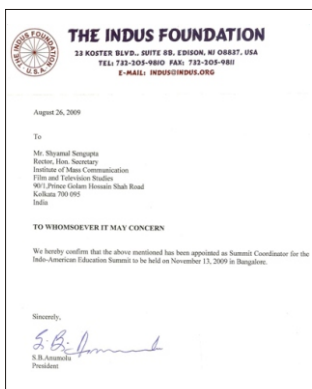 THE INDUS FOUNDATION
U.S.A.
THE INDUS FOUNDATION
23 KOSTER BLVD., SUITE 8B, EDISON, NJ 08837, USA
TEL: 732-205-9810 FAX: 732-205-9811
E-MAIL: INDUS@INDUS.ORG
August 26, 2009
To
Mr. Shyamal Sengupta
Rector, Hon. Secretary
Institute of Mass Communication
Film and Television Studies
90/1,Prince Golam Hossain Shah Road
Kolkata 700 095
India
TO WHOMSOEVER IT MAY CONCERN
We hereby confirm that the above mentioned has been appointed as Summit Coordinator for the
Indo-American Education Summit to be held on November 13, 2009 in Bangalore.
Sincerely,
S.B.Anumolu
President